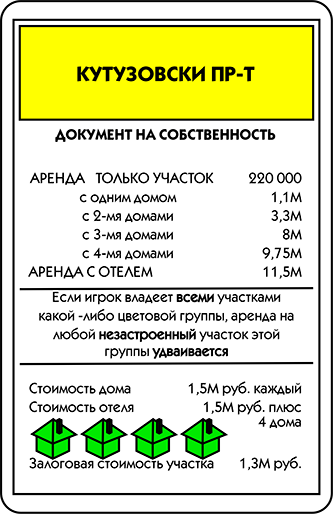 КУТУЗОВСКИ ПР-Т
ДОКУМЕНТ НА СОБСТВЕННОСТЬ
АРЕНДА ТОЛЬКО УЧАСТОК 220 000
с одним домом 1,1М
с 2-мя домами 3,3М
с 3-мя домами 8М
с 4-мя домами 9,75М
АРЕНДА С ОТЕЛЕМ 11,5М
Если игрок владеет всеми участками
какой -либо цветовой группы, аренда на
любой незастроенный участок этой
группы удваивается
Стоимость дома 1,5М руб. каждый
Стоимость отеля 1,5М руб. плюс
4 дома
Залоговая стоимость участка 1,3М руб.